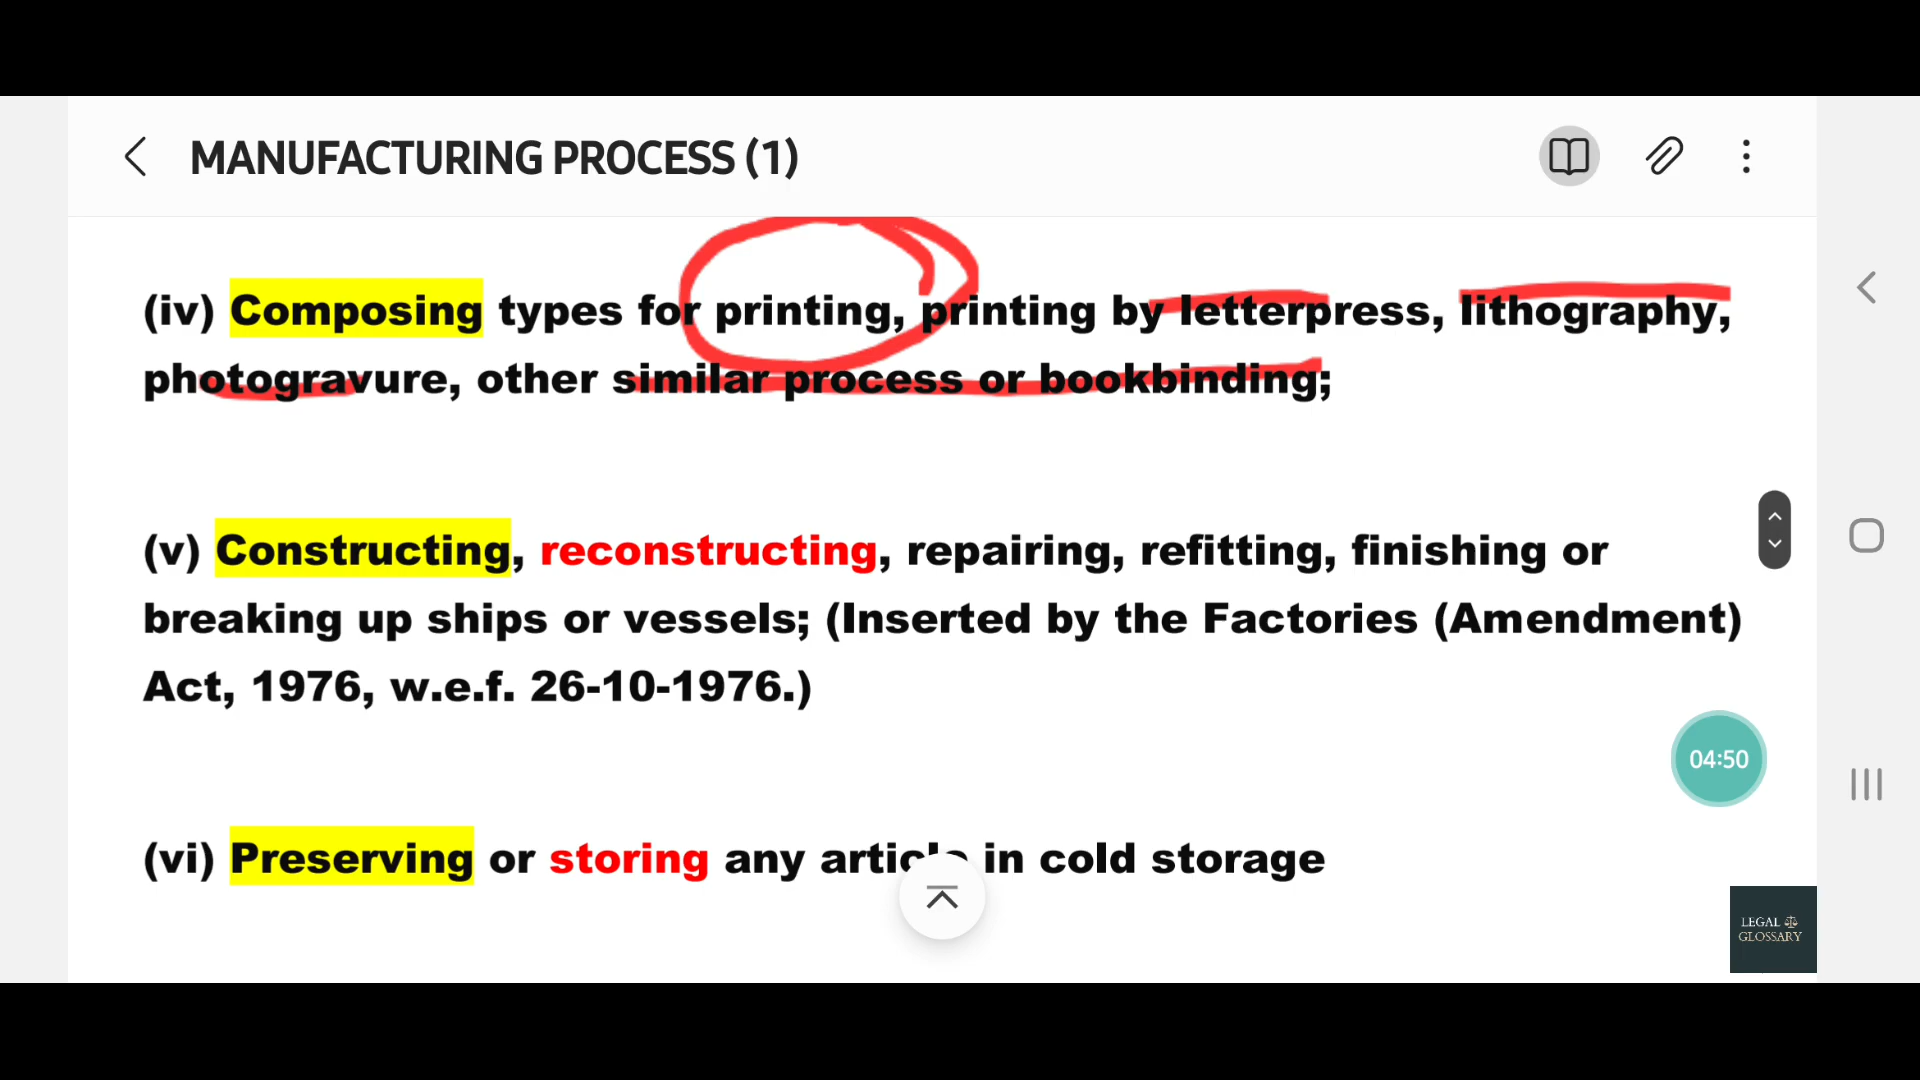 MANUFACTURING PROCESS (1)
(iv) Composing types for printing, printing by letterpress, lithography,
photogravure, other similar process or bookbinding;
(v) Constructing, reconstructing, repairing, refitting, finishing or
breaking up ships or vessels; (Inserted by the Factories (Amendment)
Act, 1976, w.e.f. 26-10-1976.)
04:50
(vi) Preserving or storing any article in cold storage
LEGAL
GLOSSARY